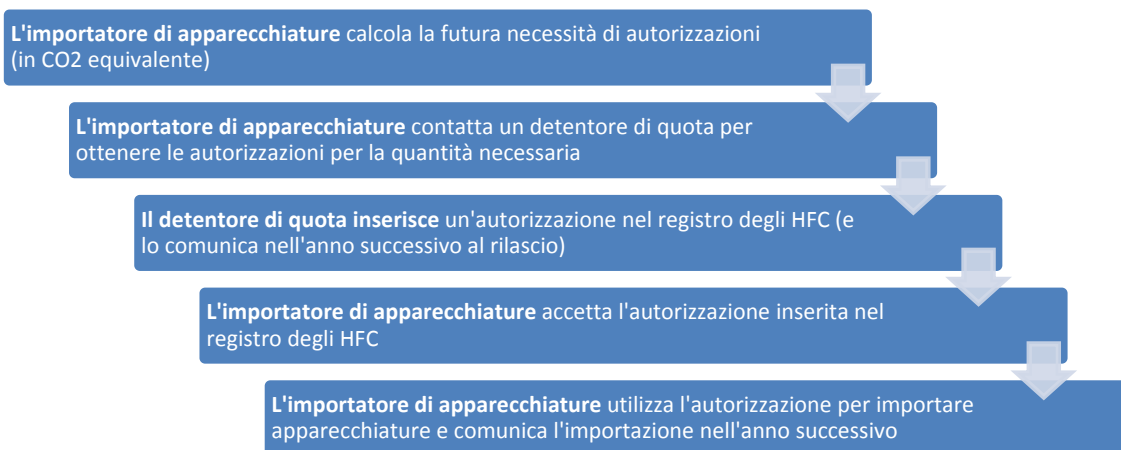 L'importatore di apparecchiature calcola la futura necessità di autorizzazioni
(in CO2 equivalente)
L'importatore di apparecchiature contatta un detentore di quota per
ottenere le autorizzazioni per la quantità necessaria
Il detentore di quota inserisce un'autorizzazione nel registro degli HFC (e
lo comunica nell'anno successivo al rilascio)
L'importatore di apparecchiature accetta l'autorizzazione inserita nel
registro degli HFC
L'importatore di apparecchiature utilizza l'autorizzazione per importare
apparecchiature e comunica l'importazione nell'anno successivo